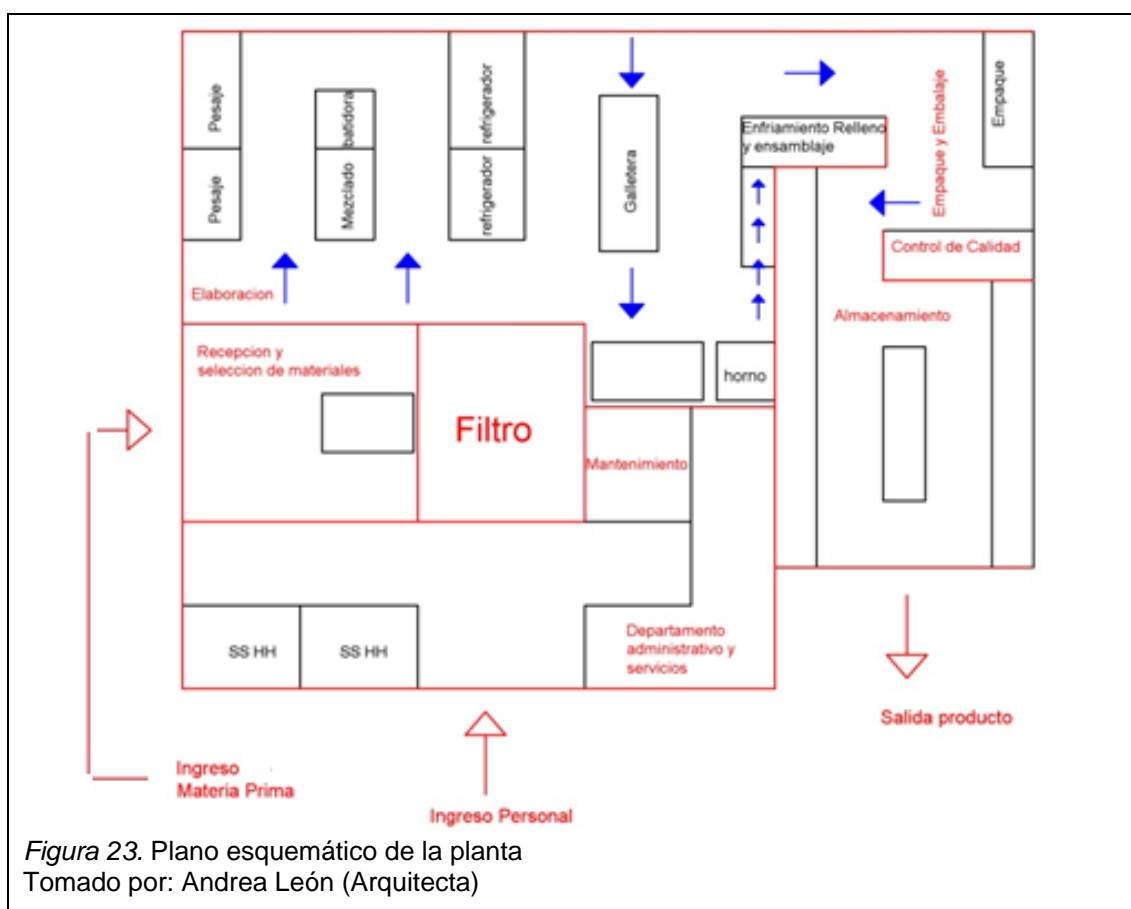 Pesaje
Pesaje
batidora
Mezclado
refrigerador
refrigerador
Galletera
Enfriamiento Relleno
y ensamblaje
Empaque y Embalaje
Empaque
Control de Calidad
Elaboracion
Almacenamiento
Recepcion y
seleccion de materiales
Filtro
horno
Mantenimiento
SS HH
SS HH
Departamento
administrativo y
servicios
Salida producto
Ingreso
Materia Prima
Ingreso Personal
Figura 23. Plano esquemático de la planta
Tomado por: Andrea León (Arquitecta)